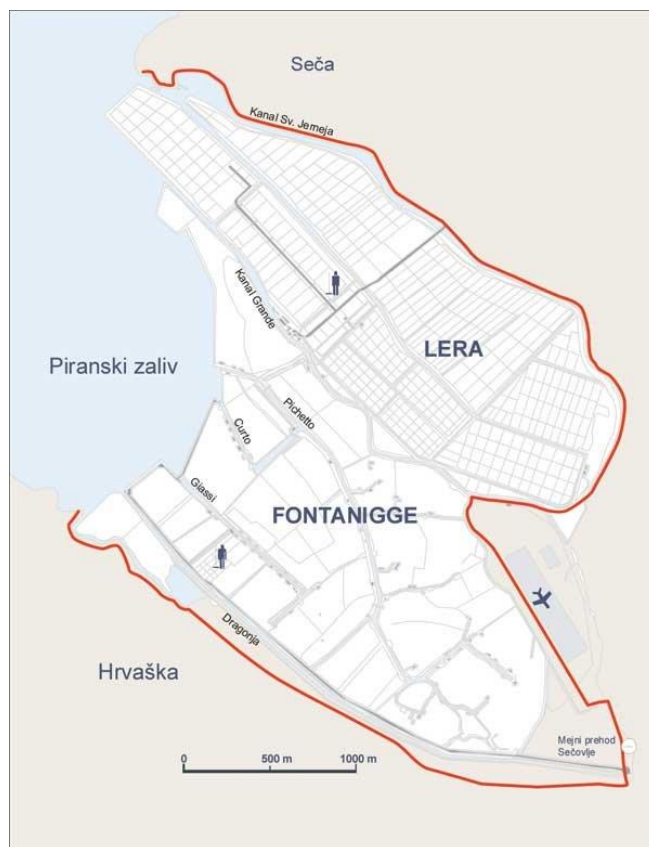 Seča
Kanal Sv. Jerneja
Kanal Grande
LERA
Piranski zaliv
Pichetto
Curto
Giassi
FONTANIGGE
Dragonja
Hrvaška
Mejni prehod
Sečovlje
0 500 m 1000 m